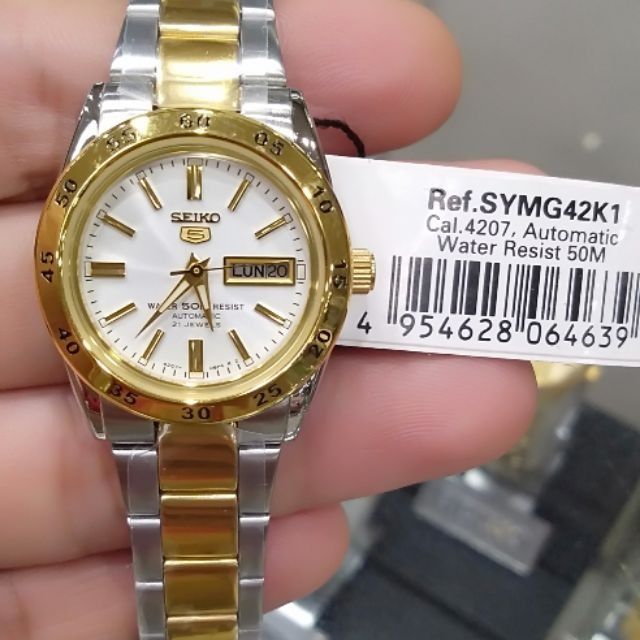 60
05
10
15
20
25
30
35
40
45
50
55
SEIKO
5
LUN 20
WATER 50M RESIST
AUTOMATIC
21 JEWELS
Ref.SYMG42K1
Cal.4207, Automatic
Water Resist 50M
4 954628 064639